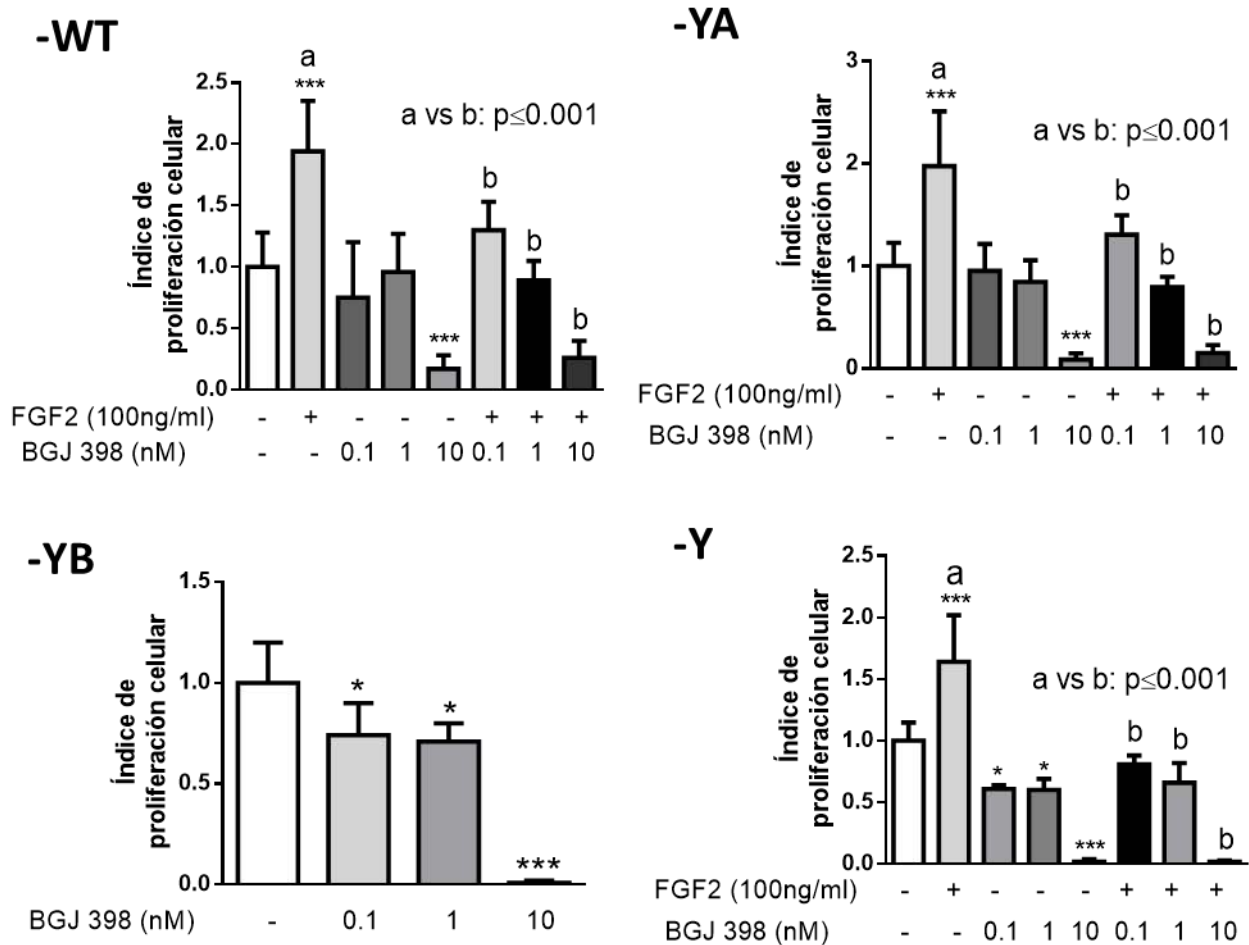 -WT
a
***
a vs b: p≤0.001
b
b
***
b
Índice de
proliferación celular
2.5
2.0
1.5
1.0
0.5
0.0
FGF2 (100ng/ml) - + - - - + + +
BGJ 398 (nM) - - 0.1 1 10 0.1 1 10
-YA
a
***
a vs b: p≤0.001
b
b
***
b
Índice de
proliferación celular
3
2
1
0
FGF2 (100ng/ml) - + - - - + + +
BGJ 398 (nM) - - 0.1 1 10 0.1 1 10
-YB
Índice de
proliferación celular
1.5
1.0
0.5
0.0
*
*
***
BGJ 398 (nM) - 0.1 1 10
-Y
a
***
a vs b: p≤0.001
b
b
*
*
***
b
Índice de
proliferación celular
2.5
2.0
1.5
1.0
0.5
0.0
FGF2 (100ng/ml) - + - - - + + +
BGJ 398 (nM) - - 0.1 1 10 0.1 1 10